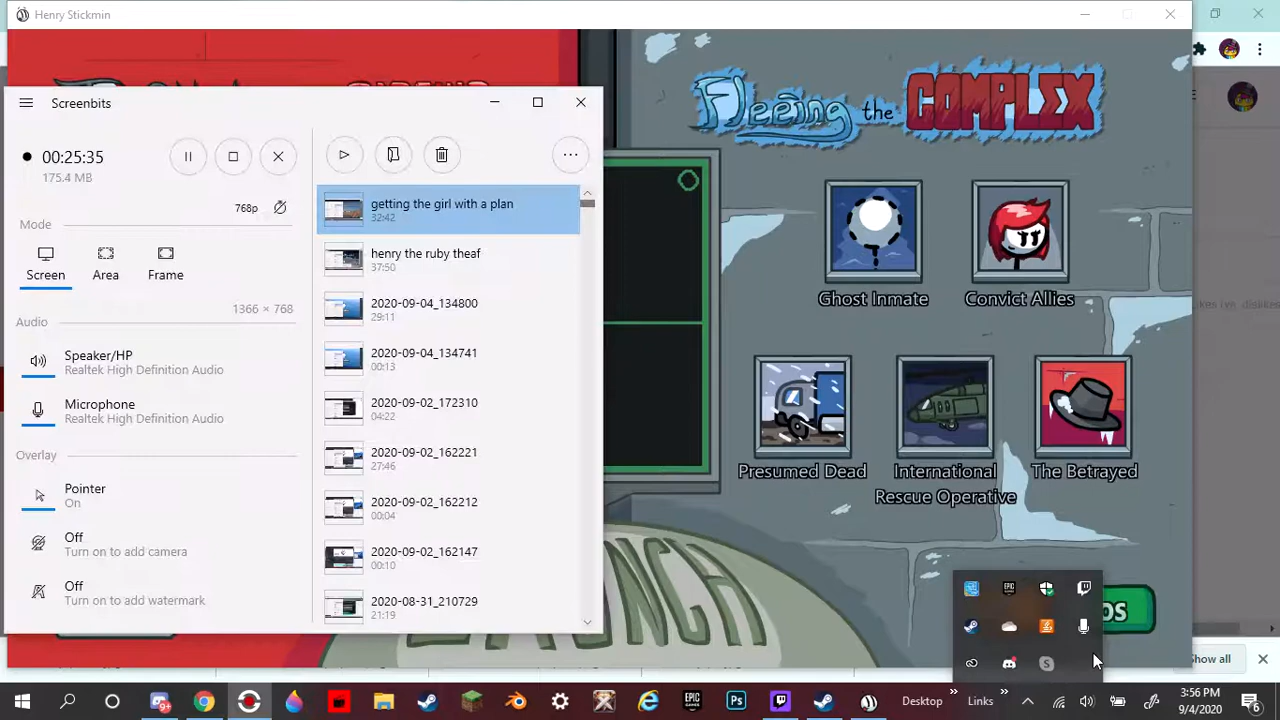 Henry Stickmin
Screenbits
00:25:35
175.4 MB
768p
Mode
Screen
Area
Frame
1366 × 768
Audio
Speaker/HP
Realtek High Definition Audio
Microphone
Realtek High Definition Audio
Overlay
Pointer
On
Off
Turn on to add camera
Off
Turn on to add watermark
getting the girl with a plan
32:42
henry the ruby theaf
37:50
2020-09-04_134800
29:11
2020-09-04_134741
00:13
2020-09-02_172310
04:22
2020-09-02_162221
27:46
2020-09-02_162212
00:04
2020-09-02_162147
00:10
2020-08-31_210729
21:19
Fleeing the COMPLEX
Ghost Inmate
Convict Allies
Presumed Dead
International
Rescue Operative
The Betrayed
Show all
EPIC
EPIC GAMES
Ps
Desktop
Links
3:56 PM
9/4/2020
6